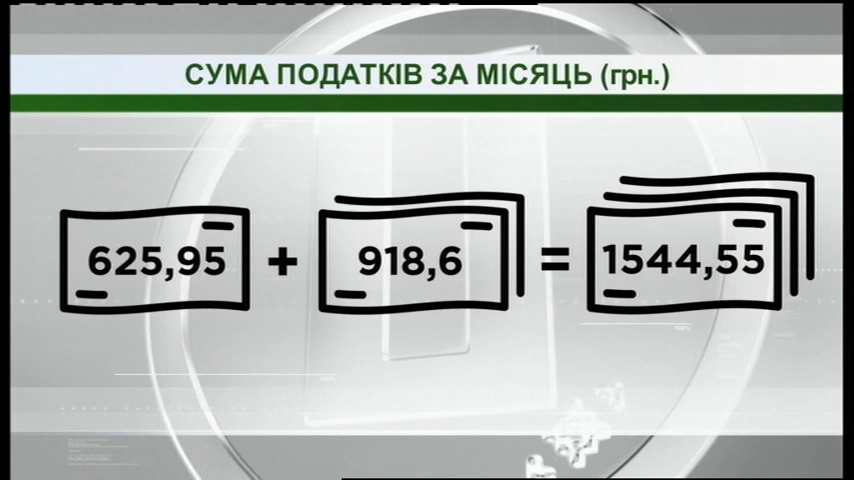 СУМА ПОДАТКІВ ЗА МІСЯЦЬ (грн.)
625,95 + 918,6 = 1544,55